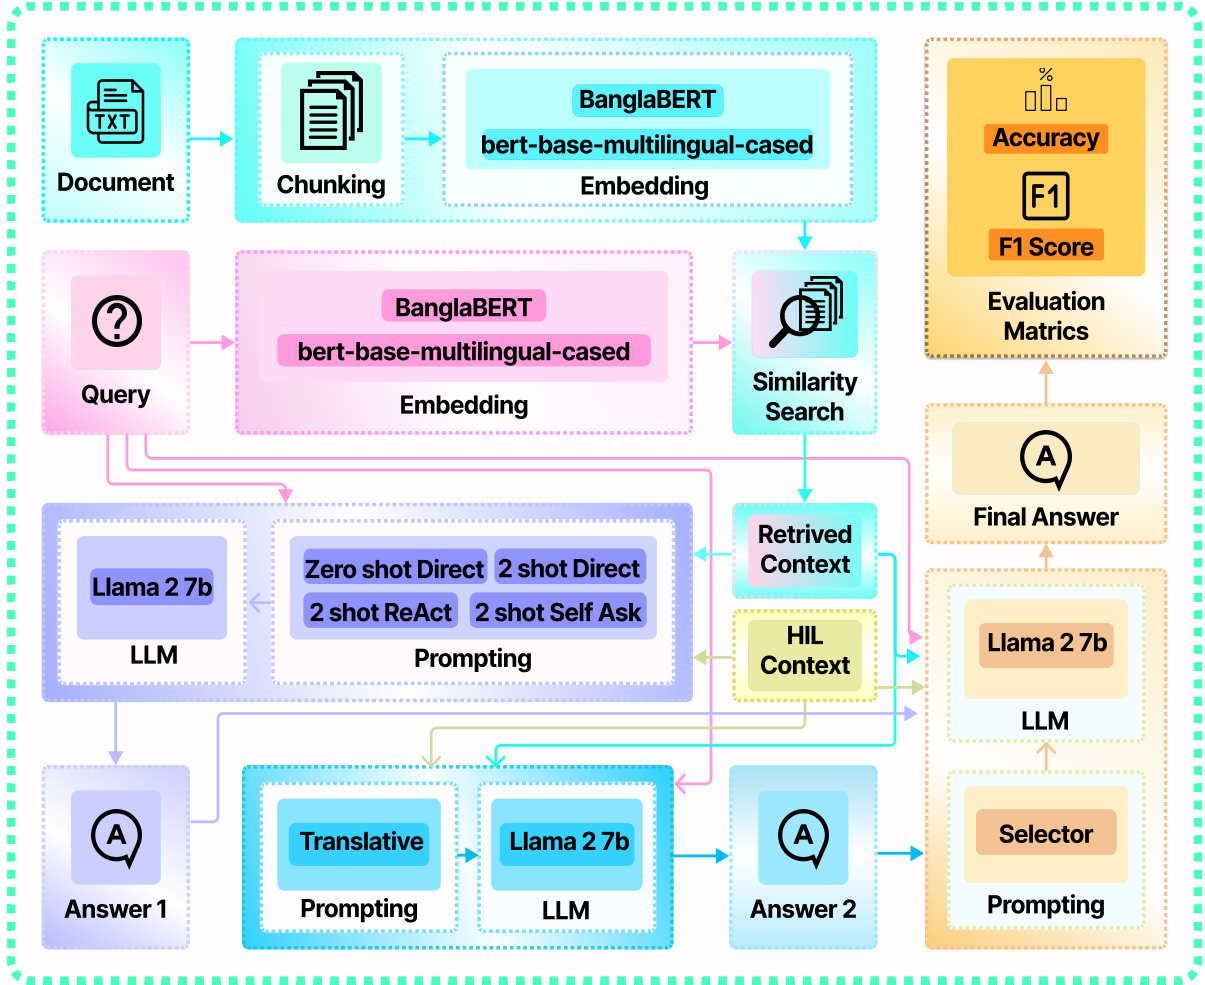 TXT
Document
Chunking
BanglaBERT
bert-base-multilingual-cased
Embedding
%
Accuracy
F1
F1 Score
Evaluation
Matrics
?
Query
BanglaBERT
bert-base-multilingual-cased
Embedding
Similarity
Search
A
Final Answer
Llama 2 7b
LLM
Zero shot Direct
2 shot Direct
2 shot ReAct
2 shot Self Ask
Prompting
Retrived
Context
HIL
Context
Llama 2 7b
LLM
A
Answer 1
Translative
Prompting
Llama 2 7b
LLM
A
Answer 2
Selector
Prompting